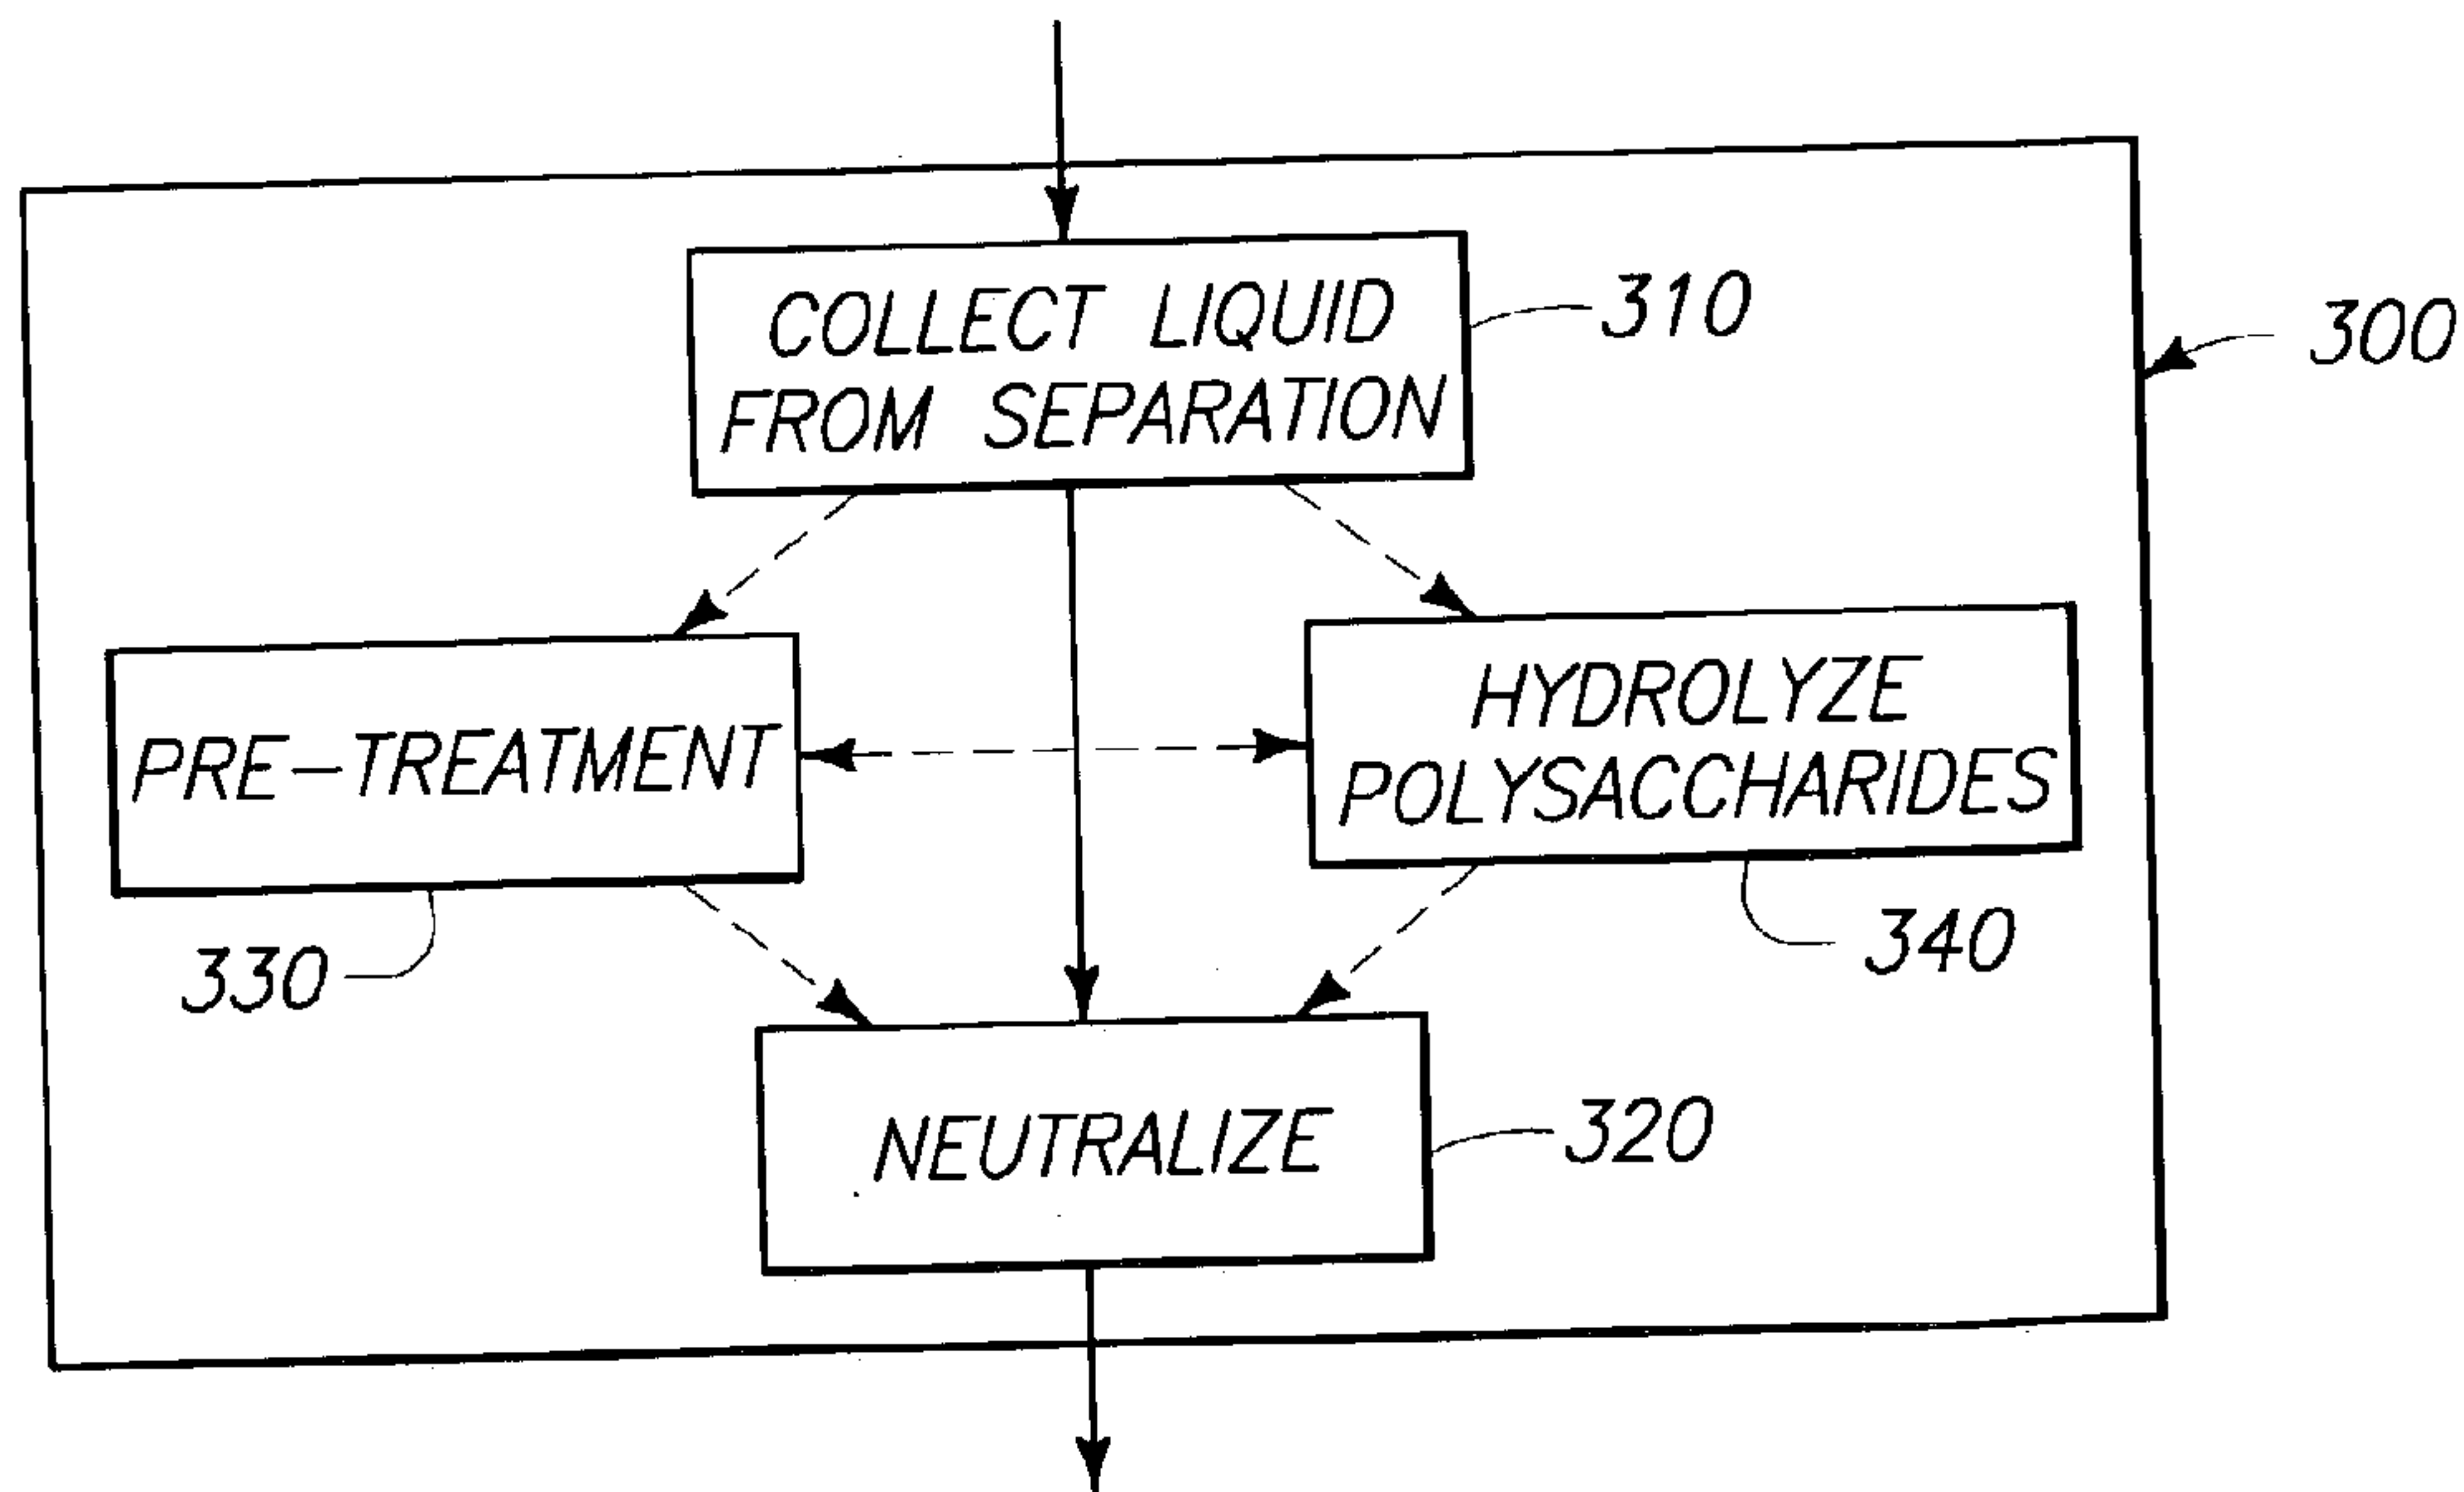 COLLECT LIQUID
FROM SEPARATION
310
300
PRE-TREATMENT
HYDROLYZE
POLYSACCHARIDES
330
340
NEUTRALIZE
320